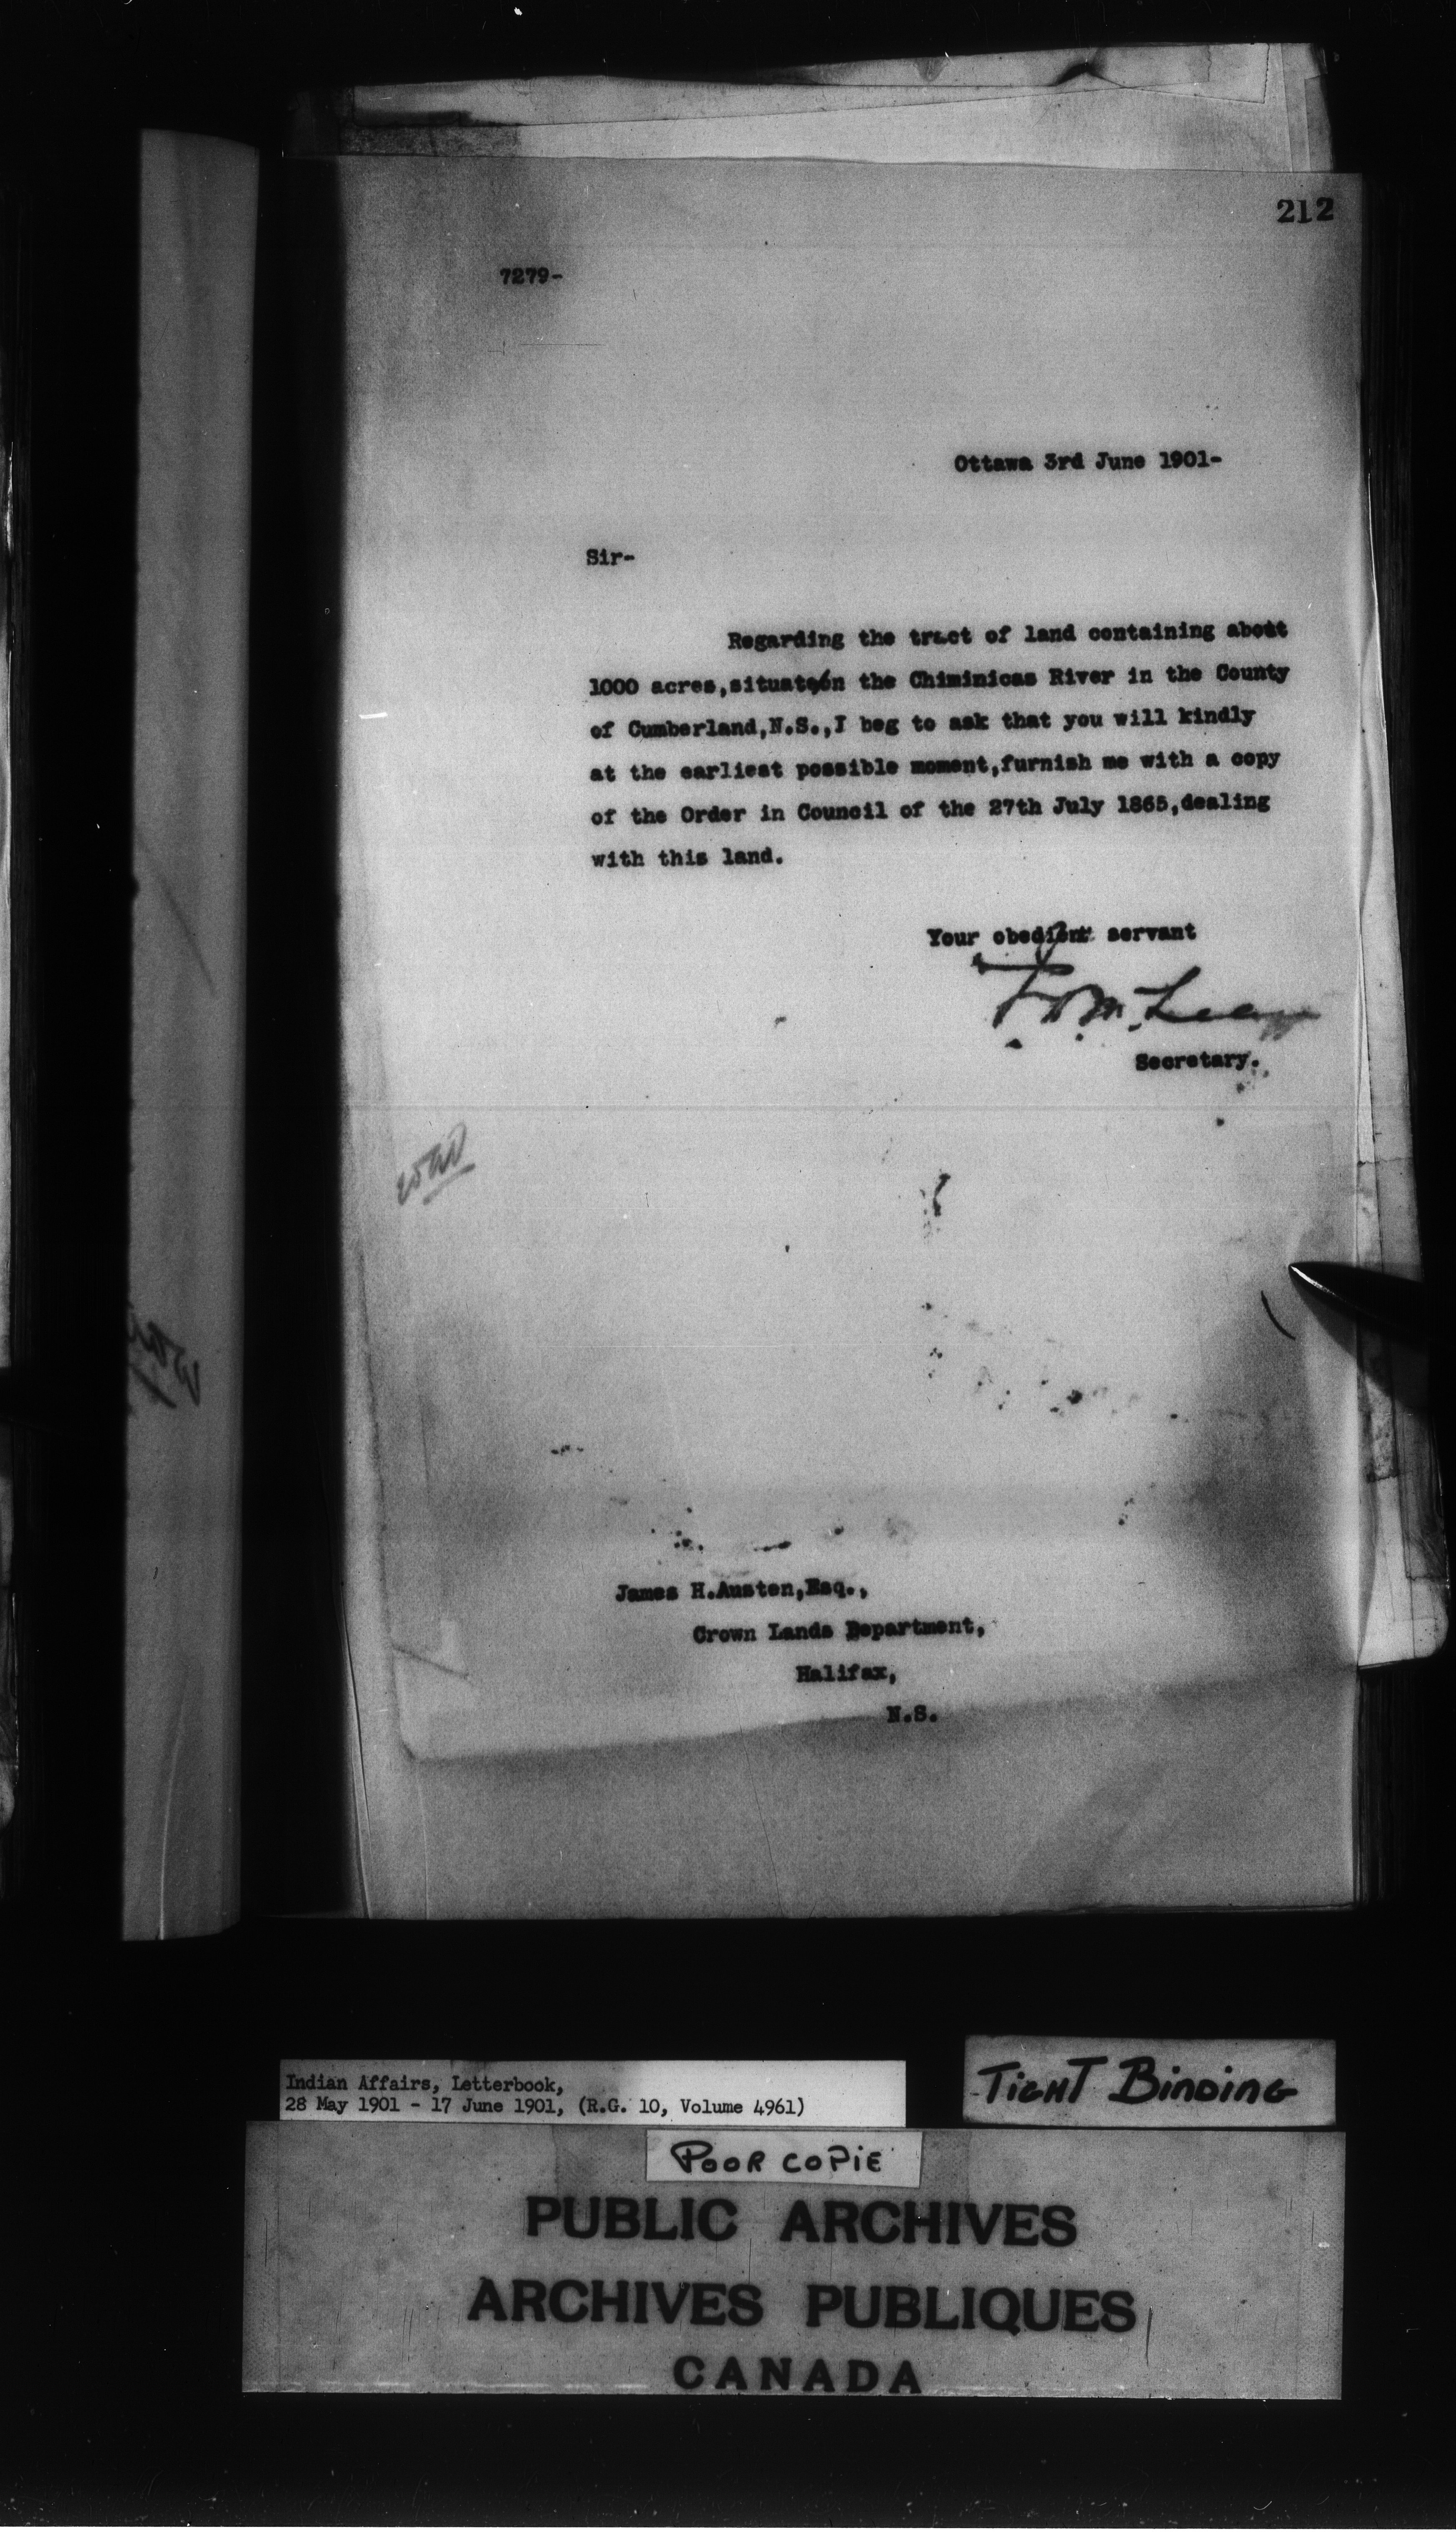 212
7279-
Ottawa 3rd June 1901-
Sir-
Regarding the tract of land containing about
1000 acres,situate on the Chiminicas River in the County
of Cumberland,N.S.,I beg to ask that you will kindly
at the earliest possible moment,furnish me with a copy
of the Order in Council of the 27th July 1865,dealing
with this land.
Your obedient servant
Secretary.
James H.Austen,Esq.,
Crown Lands Department,
Halifax,
N.S.
Indian Affairs, Letterbook,
28 May 1901 - 17 June 1901, (R.G. 10, Volume 4961)
TIGHT BINDING
POOR COPIE
PUBLIC ARCHIVES
ARCHIVES PUBLIQUES
CANADA